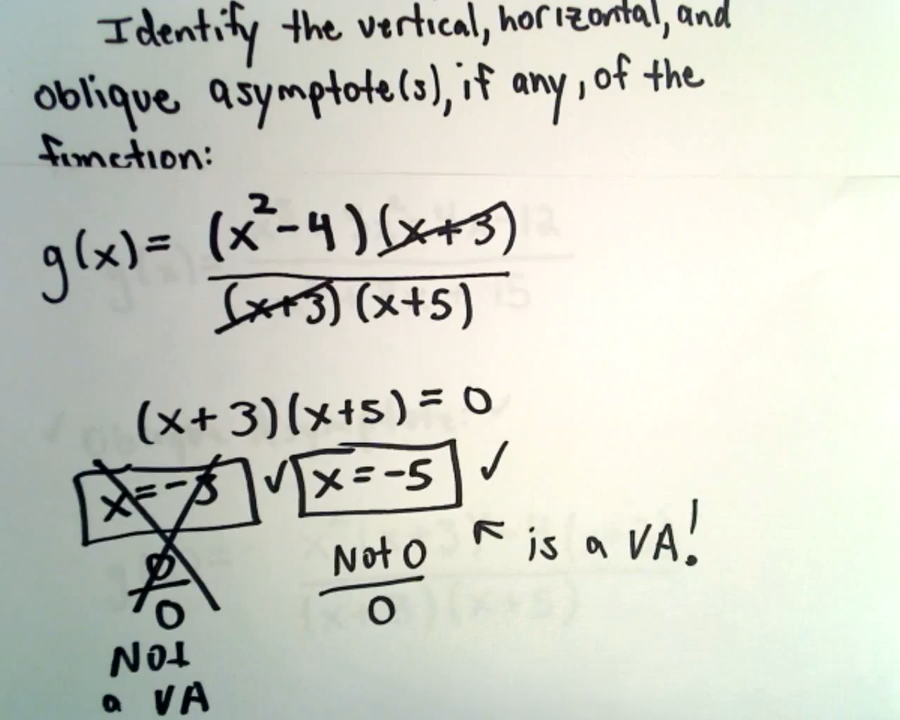 Identify the vertical, horizontal, and
oblique asymptote(s), if any, of the
function:
g(x) = (x²-4)(x+3)
(x+3)(x+5)
(x+3)(x+5) = 0
x=-3 ✓ x=-5 ✓
0/0 Not 0/0 ↖ is a VA!
Not
a VA